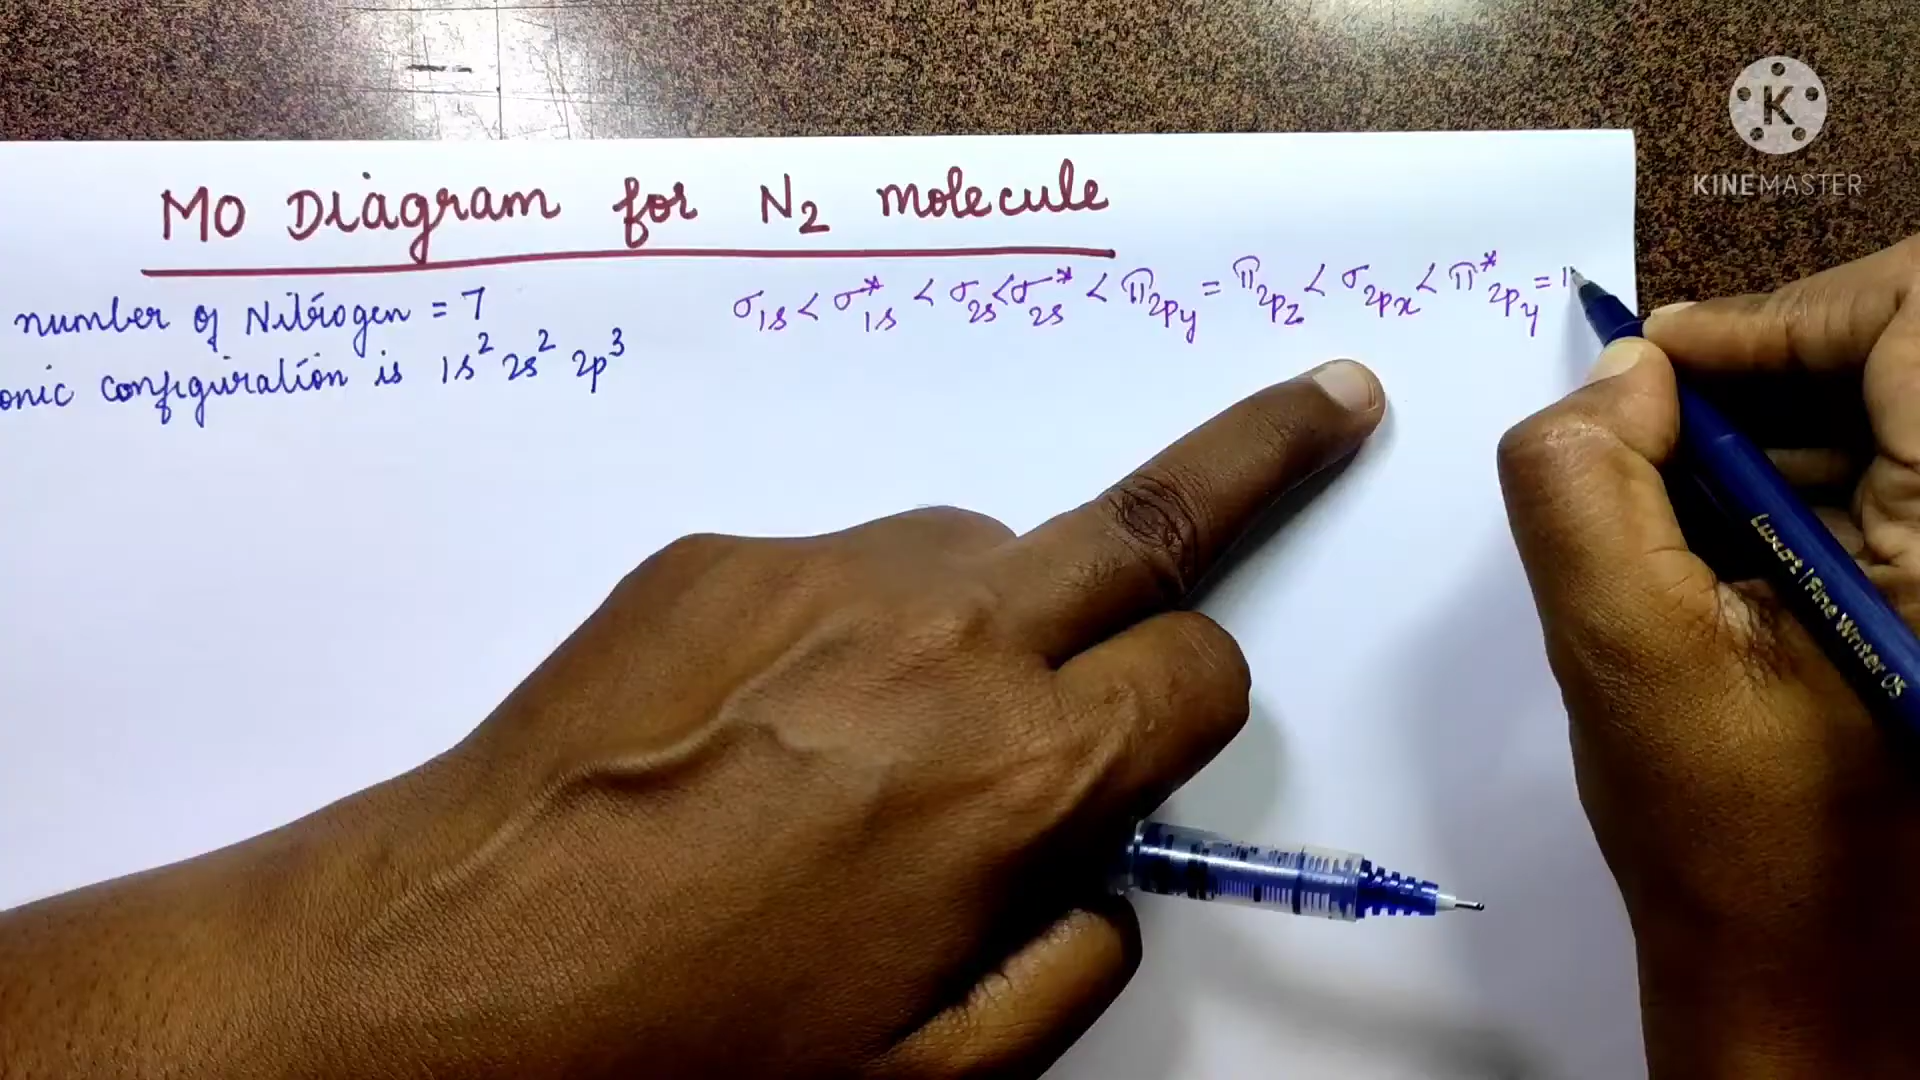 MO Diagram for N2 molecule
number of Nitrogen = 7
onic configuration is 1s² 2s² 2p³
σ1s < σ*1s < σ2s < σ*2s < π2py = π2pz < σ2px < π*2py =
KINEMASTER
Luxor | Fine Writer 05